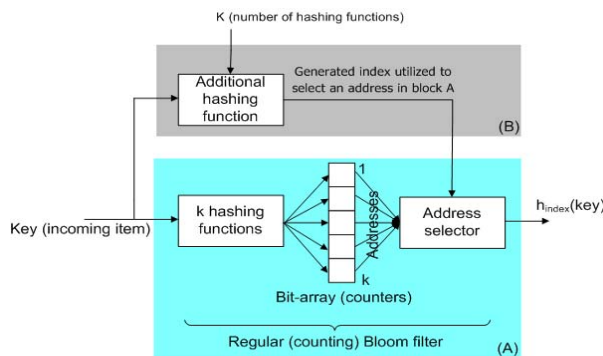 K (number of hashing functions)
Generated index utilized to
select an address in block A
Additional
hashing
function
(B)
1
Key (incoming item)
k hashing
functions
Addresses
Address
selector
h_index(key)
k
Bit-array (counters)
Regular (counting) Bloom filter
(A)